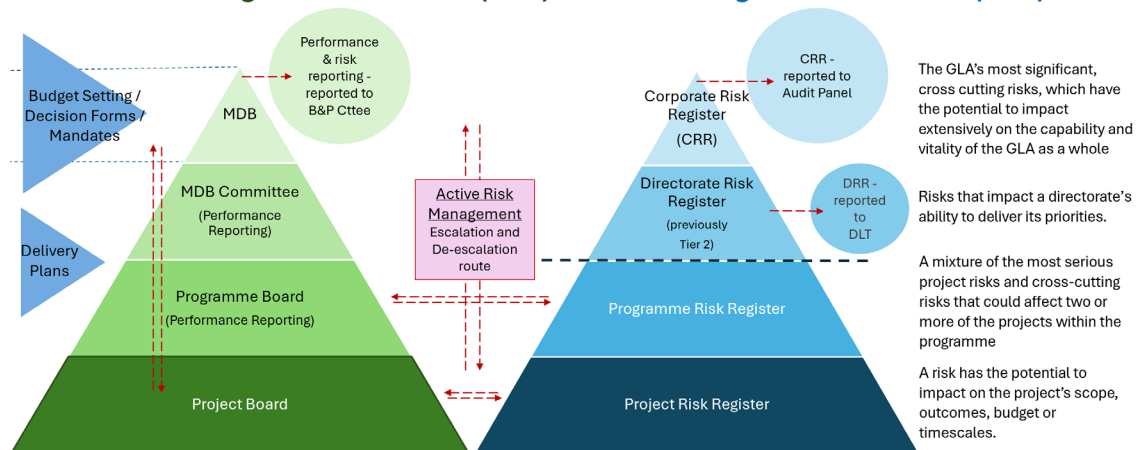 Performance
& risk
reporting -
reported to
B&P Cttee
Budget Setting /
Decision Forms /
Mandates
MDB
MDB Committee
(Performance
Reporting)
Delivery
Plans
Programme Board
(Performance Reporting)
Project Board
Active Risk
Management
Escalation and
De-escalation
route
CRR -
reported to
Audit Panel
Corporate Risk
Register
(CRR)
Directorate Risk
Register
(previously
Tier 2)
DRR -
reported
to
DLT
Programme Risk Register
Project Risk Register
The GLA's most significant,
cross cutting risks, which have
the potential to impact
extensively on the capability and
vitality of the GLA as a whole
Risks that impact a directorate's
ability to deliver its priorities.
A mixture of the most serious
project risks and cross-cutting
risks that could affect two or
more of the projects within the
programme
A risk has the potential to
impact on the project's scope,
outcomes, budget or
timescales.